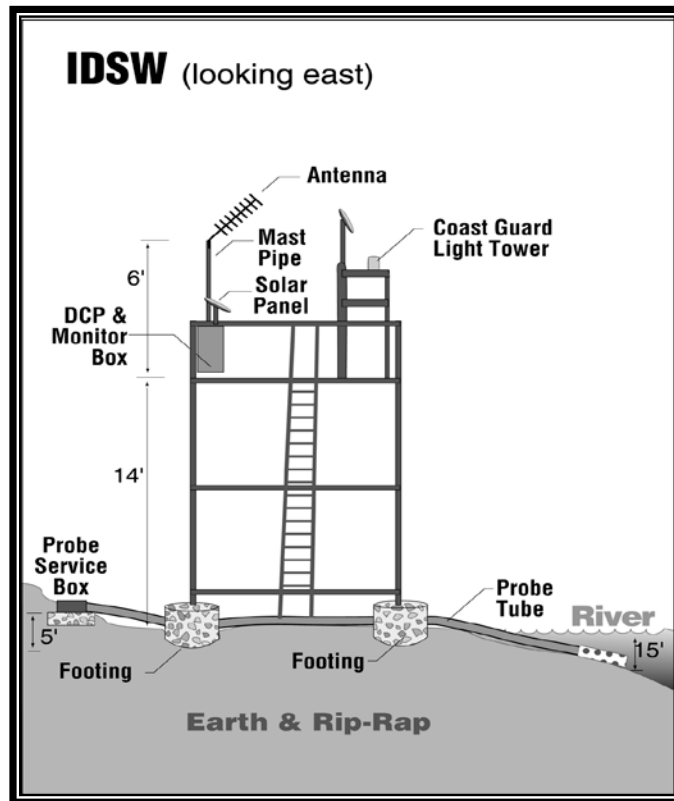 IDSW (looking east)
Antenna
Mast
Pipe
Coast Guard
Light Tower
6'
Solar
Panel
DCP &
Monitor
Box
14'
Probe
Service
Box
Probe
Tube
River
5'
15'
Footing
Footing
Earth & Rip-Rap